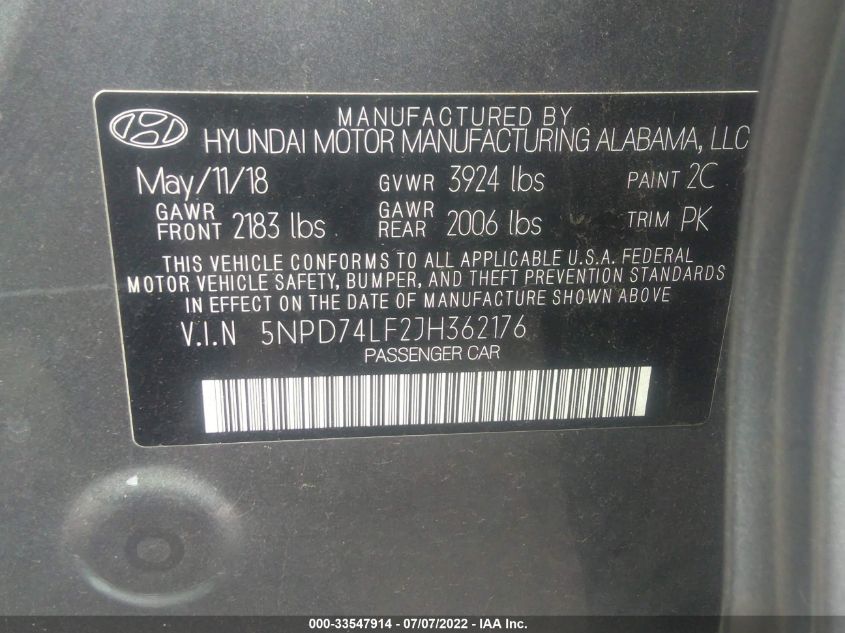 MANUFACTURED BY
HYUNDAI MOTOR MANUFACTURING ALABAMA, LLC
May/11/18 GVWR 3924 lbs PAINT 2C
GAWR FRONT 2183 lbs GAWR REAR 2006 lbs TRIM PK
THIS VEHICLE CONFORMS TO ALL APPLICABLE U.S.A. FEDERAL
MOTOR VEHICLE SAFETY, BUMPER, AND THEFT PREVENTION STANDARDS
IN EFFECT ON THE DATE OF MANUFACTURE SHOWN ABOVE
V.I.N 5NPD74LF2JH362176
PASSENGER CAR
000-33547914 - 07/07/2022 - IAA Inc.